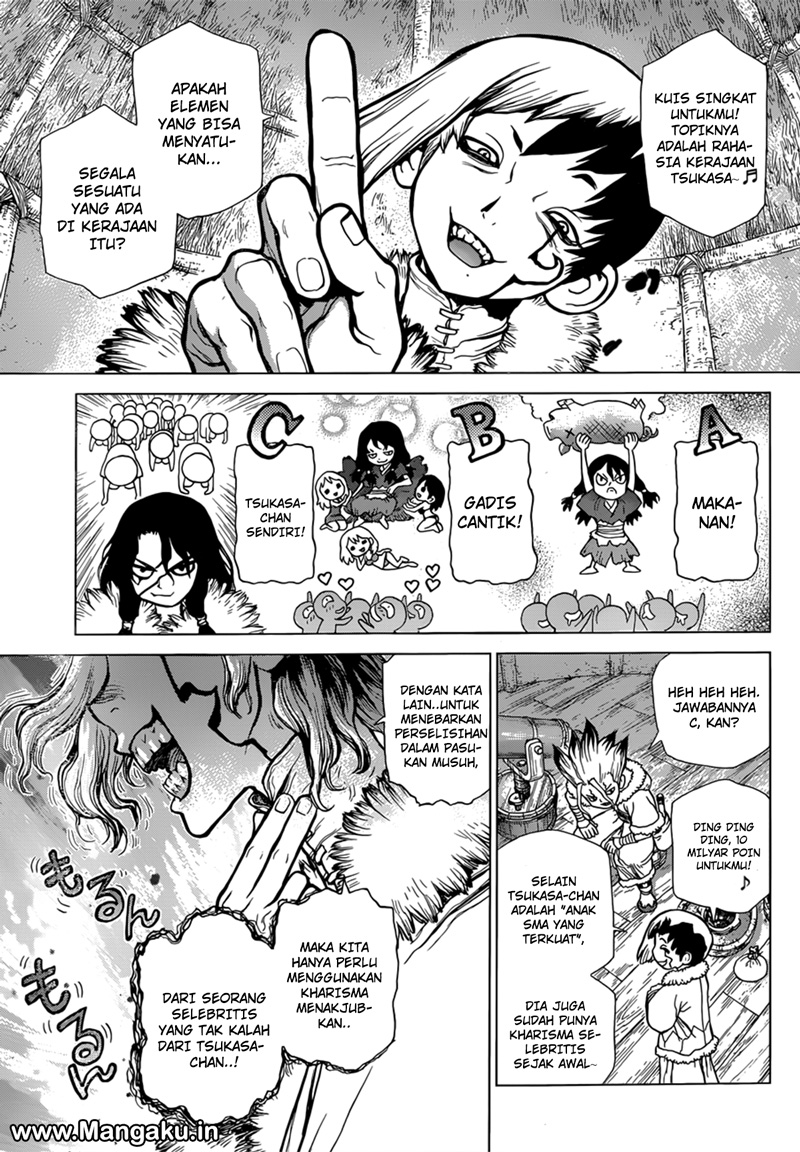 KUIS SINGKAT
UNTUKMU!
TOPIKNYA
ADALAH RAHA-
SIA KERAJAAN
TSUKASA~ ♬
APAKAH
ELEMEN
YANG BISA
MENYATU-
KAN...
SEGALA
SESUATU
YANG ADA
DI KERAJAAN
ITU?
A
MAKA-
NAN!
B
GADIS
CANTIK!
C
TSUKASA-
CHAN
SENDIRI!
HEH HEH HEH.
JAWABANNYA
C, KAN?
DING DING
DING, 10
MILYAR POIN
UNTUKMU!
♪
SELAIN
TSUKASA-CHAN
ADALAH "ANAK
SMA YANG
TERKUAT",
DIA JUGA
SUDAH PUNYA
KHARISMA SE-
LEBRITIS
SEJAK AWAL~
DENGAN KATA
LAIN..UNTUK
MENEBARKAN
PERSELISIHAN
DALAM PASU-
KAN MUSUH,
MAKA KITA
HANYA PERLU
MENGGUNAKAN
KHARISMA
MENAKJUB-
KAN..
DARI SEORANG
SELEBRITIS
YANG TAK KALAH
DARI TSUKASA-
CHAN..!
もるん
もるん
www.Mangaku.in